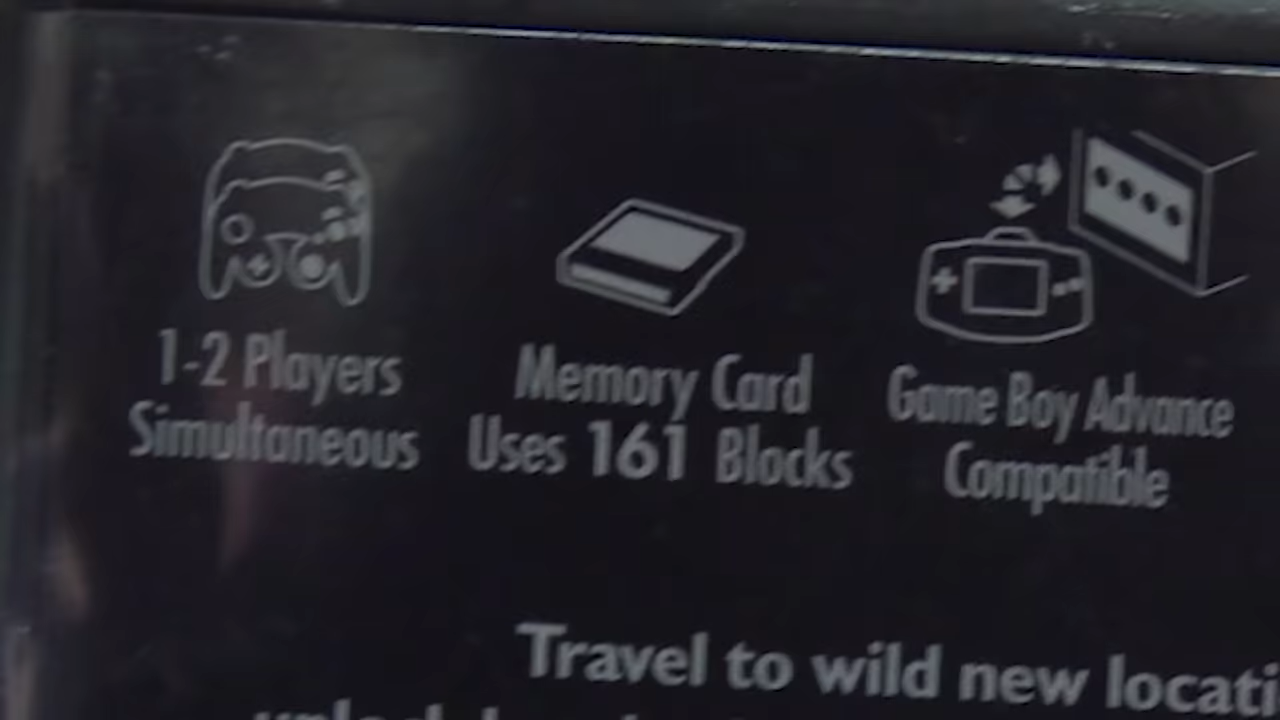 1-2 Players
Simultaneous
Memory Card
Uses 161 Blocks
Game Boy Advance
Compatible
Travel to wild new locati